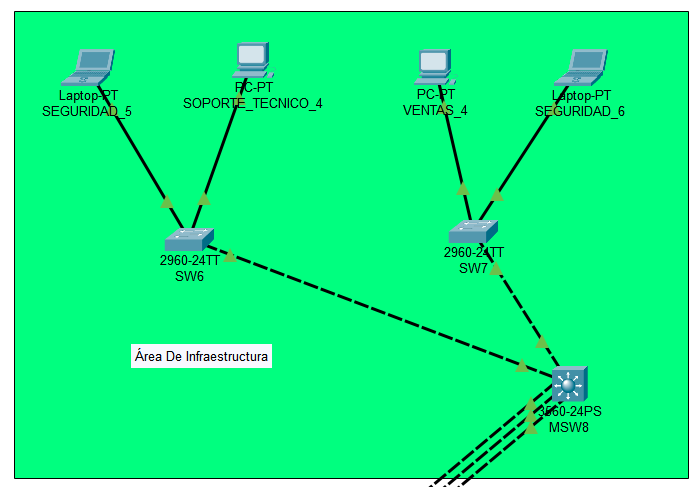 Laptop-PT
SEGURIDAD_5
PC-PT
SOPORTE_TECNICO_4
PC-PT
VENTAS_4
Laptop-PT
SEGURIDAD_6
2960-24TT
SW6
2960-24TT
SW7
Área De Infraestructura
3560-24PS
MSW8